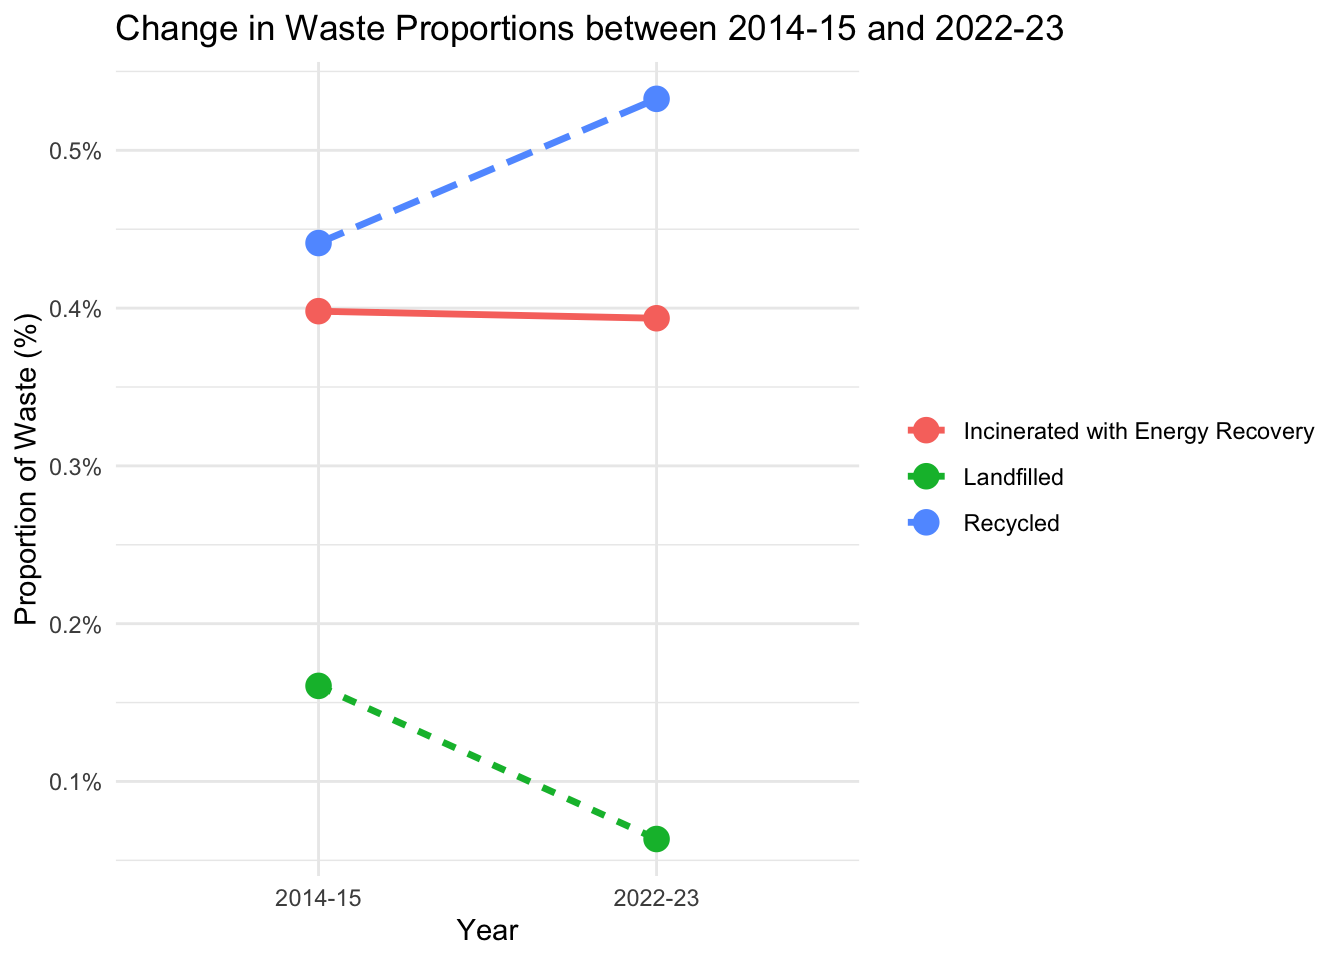 Change in Waste Proportions between 2014-15 and 2022-23
Proportion of Waste (%)
0.5%
0.4%
0.3%
0.2%
0.1%
2014-15
2022-23
Year
Incinerated with Energy Recovery
Landfilled
Recycled